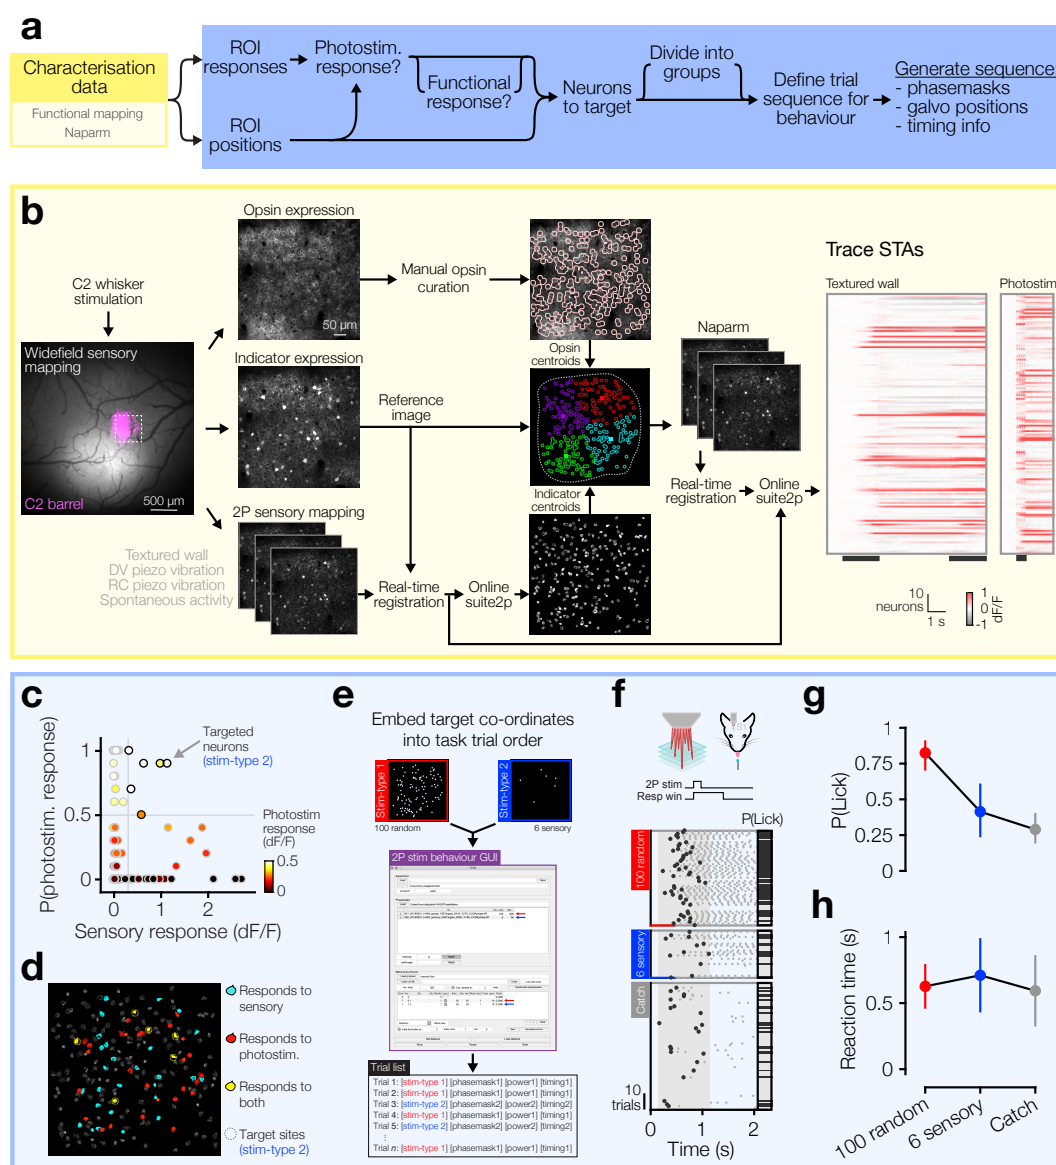 a
Characterisation
data
Functional mapping
Naparm
ROI
responses
ROI
positions
Photostim.
response?
Functional
response?
Neurons
to target
Divide into
groups
Define trial
sequence for
behaviour
Generate sequence:
- phasemasks
- galvo positions
- timing info
b
C2 whisker
stimulation
Widefield sensory
mapping
C2 barrel
500 µm
Opsin expression
50 µm
Manual opsin
curation
Indicator expression
Reference
image
2P sensory mapping
Textured wall
DV piezo vibration
RC piezo vibration
Spontaneous activity
Real-time
registration
Online
suite2p
Opsin
centroids
Indicator
centroids
Naparm
Real-time
registration
Online
suite2p
Trace STAs
Textured wall
Photostim
10
neurons
1 s
1
0
-1
dF/F
c
P(photostim. response)
1
0.5
0
0
1
2
Sensory response (dF/F)
Targeted
neurons
(stim-type 2)
Photostim
response
(dF/F)
0.5
0
d
Responds to
sensory
Responds to
photostim.
Responds to
both
Target sites
(stim-type 2)
e
Embed target co-ordinates
into task trial order
Stim-type 1
100 random
Stim-type 2
6 sensory
2P stim behaviour GUI
Trial list
Trial 1: [stim-type 1] [phasemask1] [power1] [timing1]
Trial 2: [stim-type 1] [phasemask1] [power1] [timing1]
Trial 3: [stim-type 2] [phasemask2] [power2] [timing2]
Trial 4: [stim-type 1] [phasemask1] [power1] [timing1]
Trial 5: [stim-type 2] [phasemask2] [power2] [timing2]
⋮
Trial n: [stim-type 1] [phasemask1] [power1] [timing1]
f
2P stim
Resp win
P(Lick)
100 random
6 sensory
Catch
10
trials
0
1
2
Time (s)
g
P(Lick)
1
0.75
0.5
0.25
0
h
Reaction time (s)
1
0.5
0
100 random
6 sensory
Catch